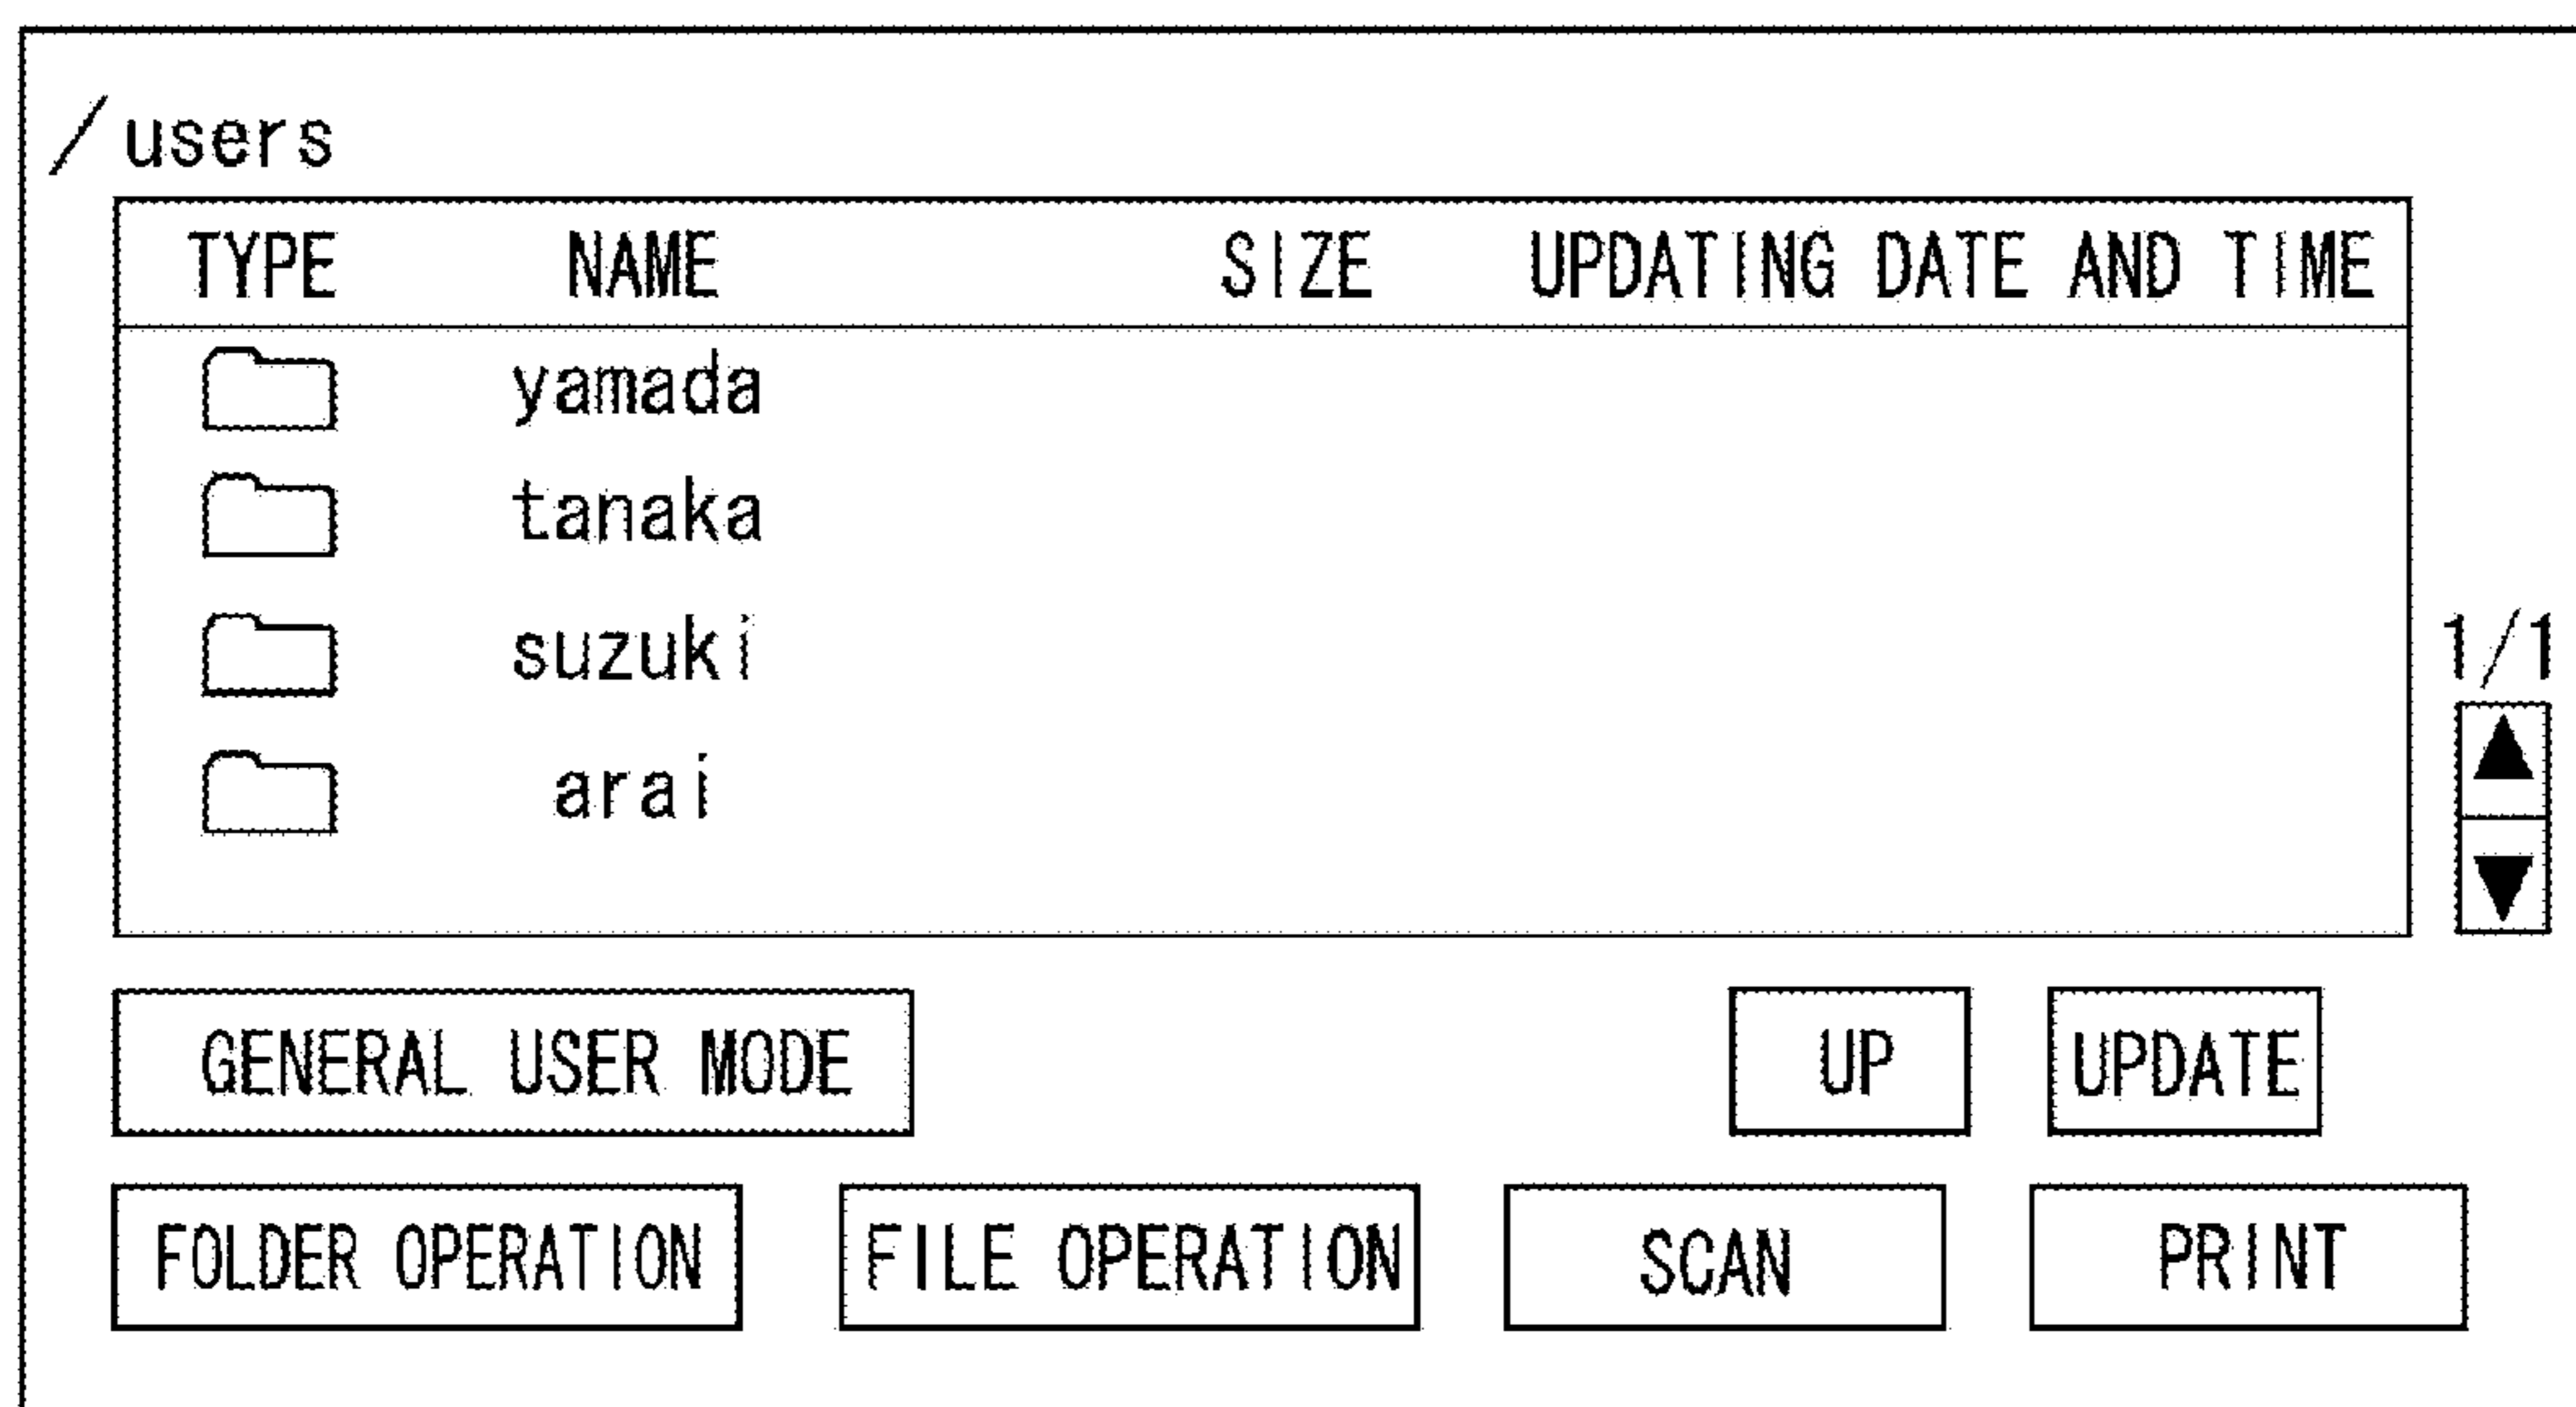 /users
TYPE NAME SIZE UPDATING DATE AND TIME
yamada
tanaka
suzuki
arai
1/1
GENERAL USER MODE UP UPDATE
FOLDER OPERATION FILE OPERATION SCAN PRINT